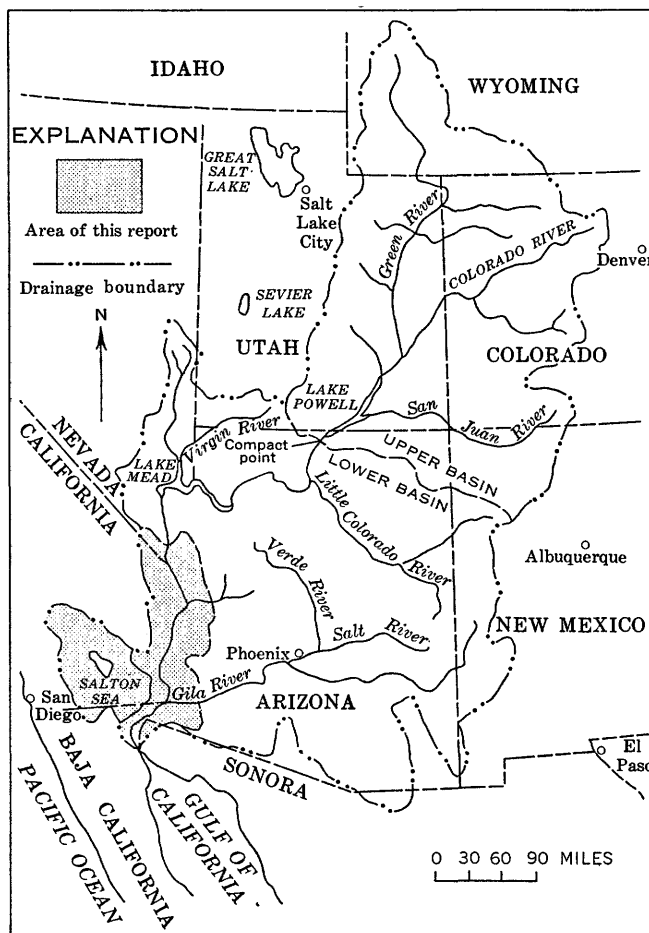 IDAHO
WYOMING
EXPLANATION
GREAT
SALT
LAKE
Salt
Lake
City
Area of this report
Drainage boundary
Green River
COLORADO RIVER
Denver
N
SEVIER
LAKE
UTAH
COLORADO
LAKE
POWELL
San Juan River
NEVADA
CALIFORNIA
Virgin River
Compact
point
UPPER BASIN
LOWER BASIN
LAKE
MEAD
Little Colorado River
Albuquerque
Verde River
NEW MEXICO
Phoenix
Salt River
SALTON
SEA
San
Diego
Gila River
ARIZONA
El
Paso
SONORA
BAJA CALIFORNIA
GULF OF
CALIFORNIA
PACIFIC OCEAN
0 30 60 90 MILES